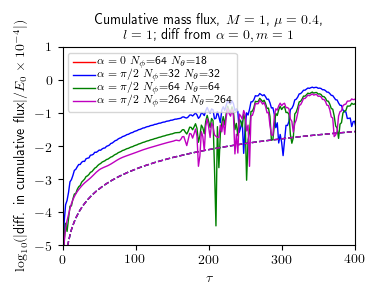 Cumulative mass flux, M = 1, μ = 0.4,
l = 1; diff from α = 0, m = 1
log₁₀(|diff. in cumulative flux|/E₀ × 10⁻⁴|)
1
0
−1
−2
−3
−4
−5
α = 0 N_ϕ=64 N_θ=18
α = π/2 N_ϕ=32 N_θ=32
α = π/2 N_ϕ=64 N_θ=64
α = π/2 N_ϕ=264 N_θ=264
0 100 200 300 400
τ